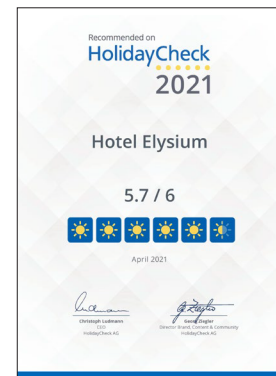 Recommended on
HolidayCheck
2021
Hotel Elysium
5.7 / 6
April 2021
Christoph Ludmann
CEO
HolidayCheck AG
Georg Ziegler
Director Brand, Content & Community
HolidayCheck AG